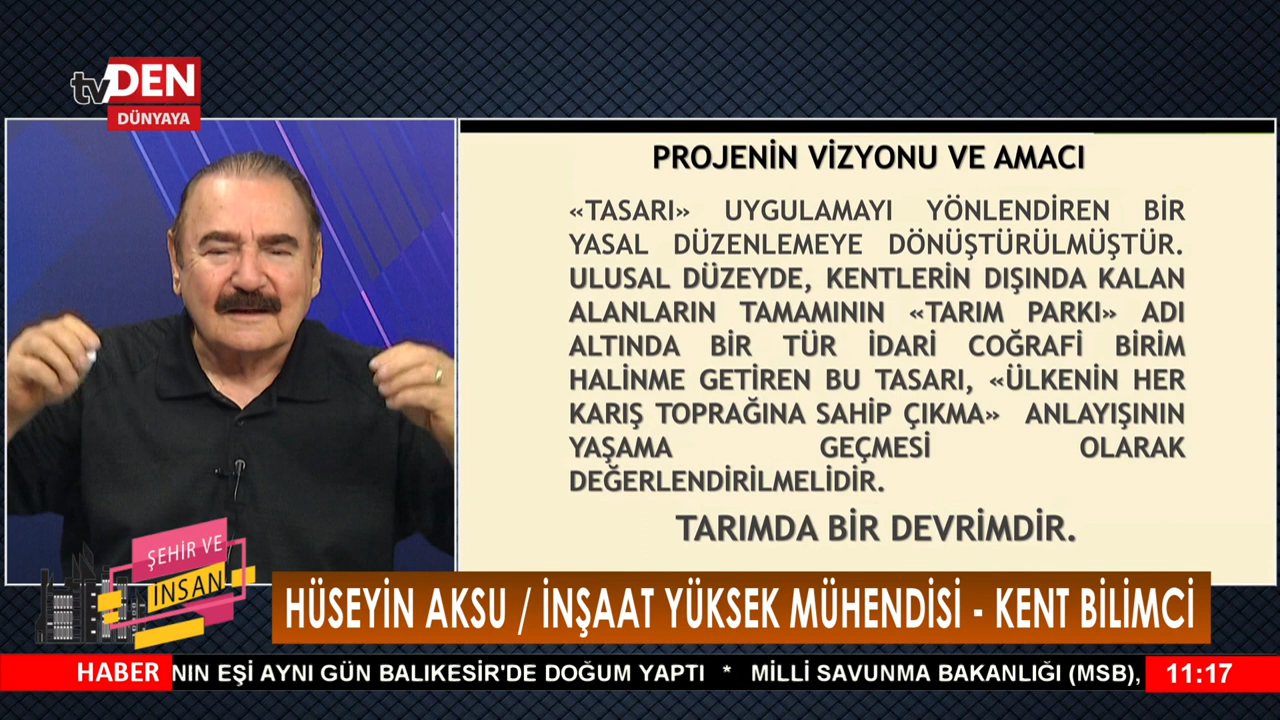 tvDEN
DÜNYAYA
PROJENİN VİZYONU VE AMACI
«TASARI» UYGULAMAYI YÖNLENDİREN BİR
YASAL DÜZENLEMEYE DÖNÜŞTÜRÜLMÜŞTÜR.
ULUSAL DÜZEYDE, KENTLERİN DIŞINDA KALAN
ALANLARIN TAMAMININ «TARIM PARKI» ADI
ALTINDA BİR TÜR İDARİ COĞRAFİ BİRİM
HALİNME GETİREN BU TASARI, «ÜLKENİN HER
KARIŞ TOPRAĞINA SAHİP ÇIKMA» ANLAYIŞININ
YAŞAMA GEÇMESİ OLARAK
DEĞERLENDİRİLMELİDİR.
TARIMDA BİR DEVRİMDİR.
ŞEHİR VE
İNSAN
HÜSEYİN AKSU / İNŞAAT YÜKSEK MÜHENDİSİ - KENT BİLİMCİ
HABER NIN EŞİ AYNI GÜN BALIKESİR'DE DOĞUM YAPTI * MİLLİ SAVUNMA BAKANLIĞI (MSB), 11:17